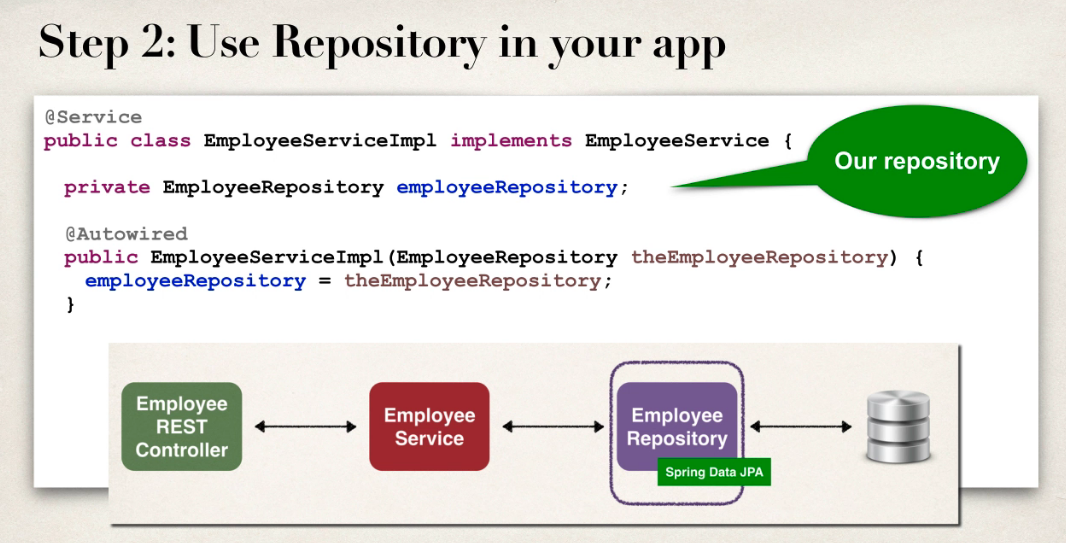 Step 2: Use Repository in your app
@Service
public class EmployeeServiceImpl implements EmployeeService {
Our repository
private EmployeeRepository employeeRepository;
@Autowired
public EmployeeServiceImpl(EmployeeRepository theEmployeeRepository) {
employeeRepository = theEmployeeRepository;
}
Employee
REST
Controller
Employee
Service
Employee
Repository
Spring Data JPA